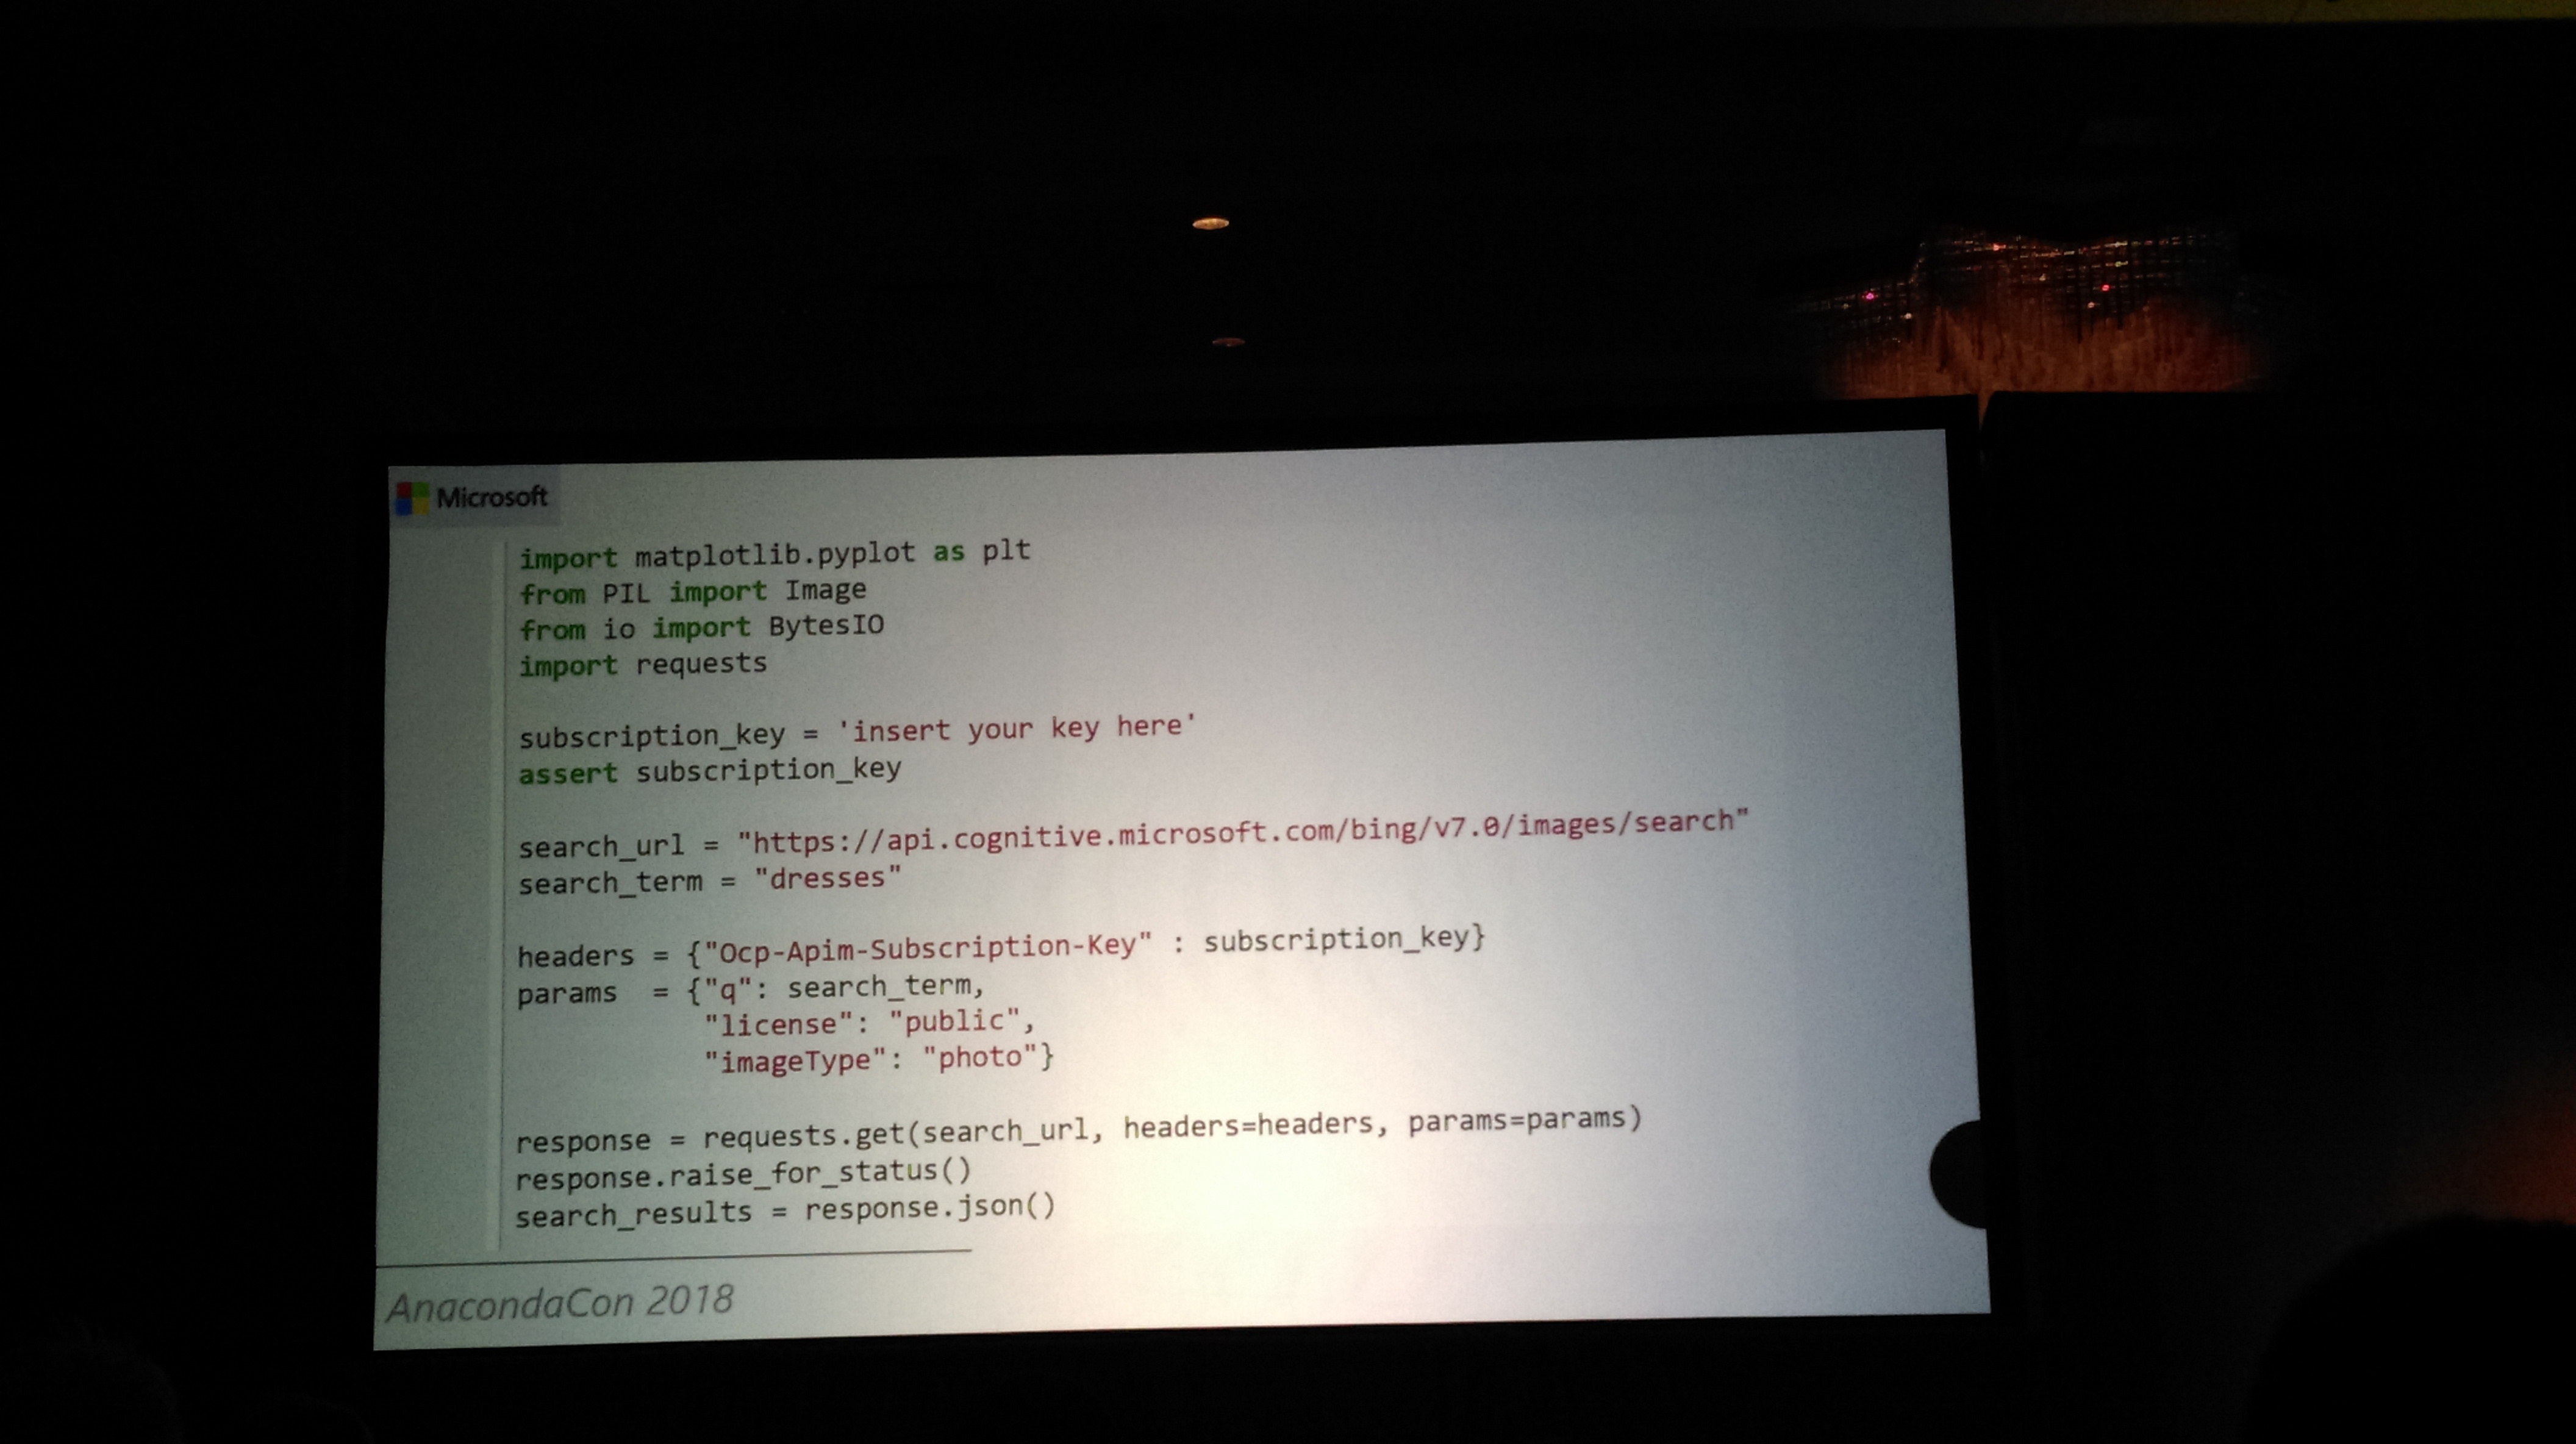 Microsoft
import matplotlib.pyplot as plt
from PIL import Image
from io import BytesIO
import requests
subscription_key = 'insert your key here'
assert subscription_key
search_url = "https://api.cognitive.microsoft.com/bing/v7.0/images/search"
search_term = "dresses"
headers = {"Ocp-Apim-Subscription-Key" : subscription_key}
params  = {"q": search_term,
           "license": "public",
           "imageType": "photo"}
response = requests.get(search_url, headers=headers, params=params)
response.raise_for_status()
search_results = response.json()
AnacondaCon 2018